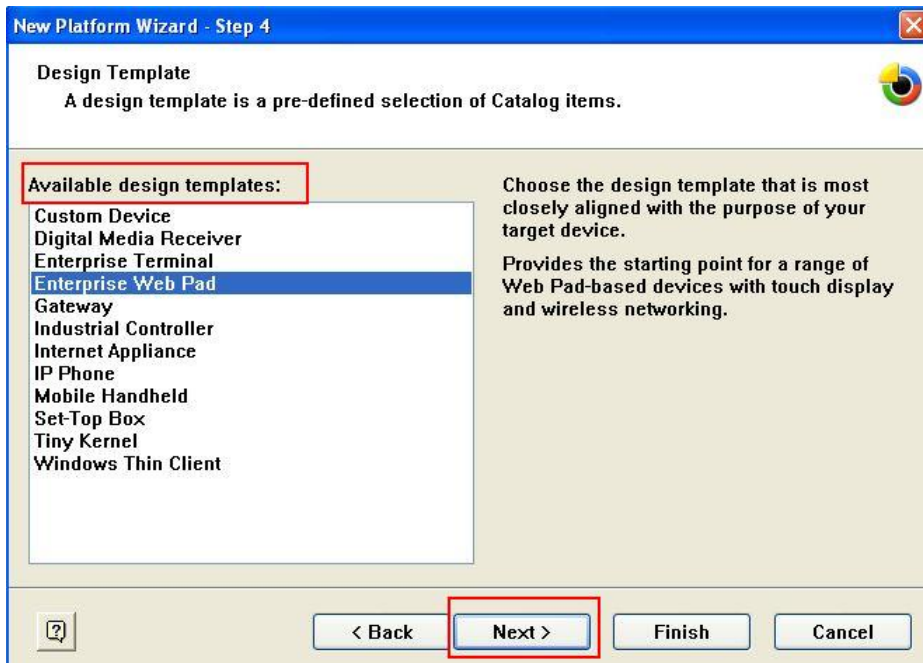 New Platform Wizard - Step 4
Design Template
A design template is a pre-defined selection of Catalog items.
Available design templates:
Custom Device
Digital Media Receiver
Enterprise Terminal
Enterprise Web Pad
Gateway
Industrial Controller
Internet Appliance
IP Phone
Mobile Handheld
Set-Top Box
Tiny Kernel
Windows Thin Client
Choose the design template that is most
closely aligned with the purpose of your
target device.
Provides the starting point for a range of
Web Pad-based devices with touch display
and wireless networking.
< Back
Next >
Finish
Cancel